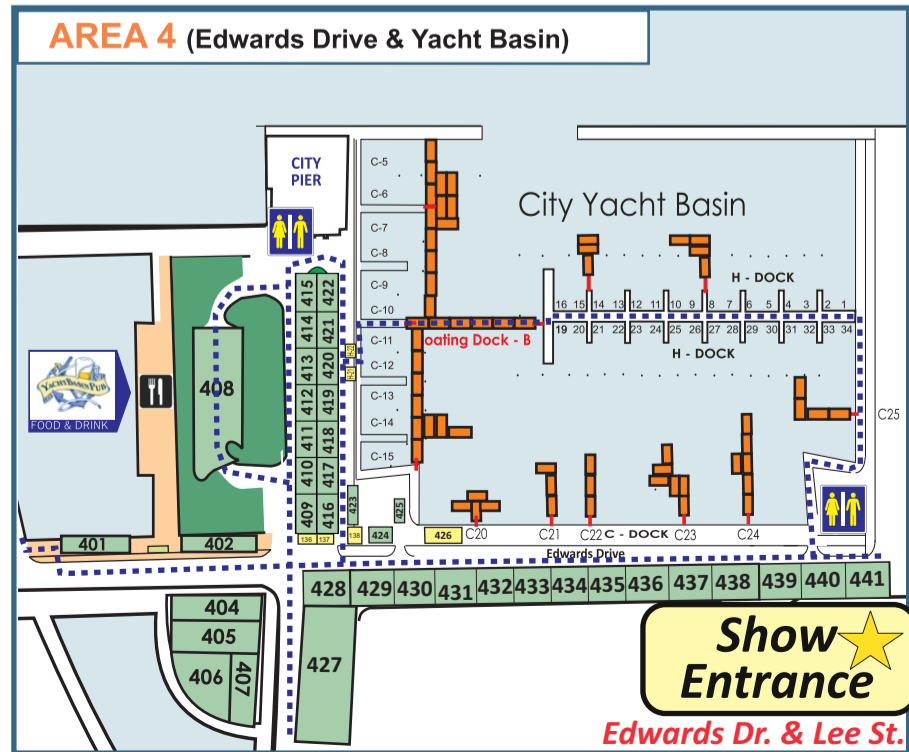 AREA 4 (Edwards Drive & Yacht Basin)
CITY
PIER
C-5
C-6
C-7
C-8
C-9
C-10
C-11
C-12
C-13
C-14
C-15
City Yacht Basin
H - DOCK
16 15 14 13 12 11 10 9 8 7 6 5 4 3 2 1
19 20 21 22 23 24 25 26 27 28 29 30 31 32 33 34
H - DOCK
oating Dock - B
415 422
414 421
413 420
412 419
411 418
410 417
409 416
136 137
138
423
424
425
426
408
YACHT BASIN PUB
FOOD & DRINK
401
402
C20
C21
C22
C - DOCK
C23
C24
C25
Edwards Drive
428 429 430 431 432 433 434 435 436 437 438 439 440 441
427
404
405
406
407
Show
Entrance
Edwards Dr. & Lee St.